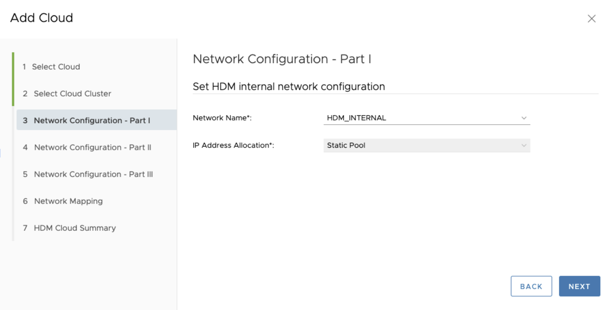 Add Cloud
1 Select Cloud
2 Select Cloud Cluster
3 Network Configuration - Part I
4 Network Configuration - Part II
5 Network Configuration - Part III
6 Network Mapping
7 HDM Cloud Summary
Network Configuration - Part I
Set HDM internal network configuration
Network Name*: HDM_INTERNAL
IP Address Allocation*: Static Pool
BACK NEXT